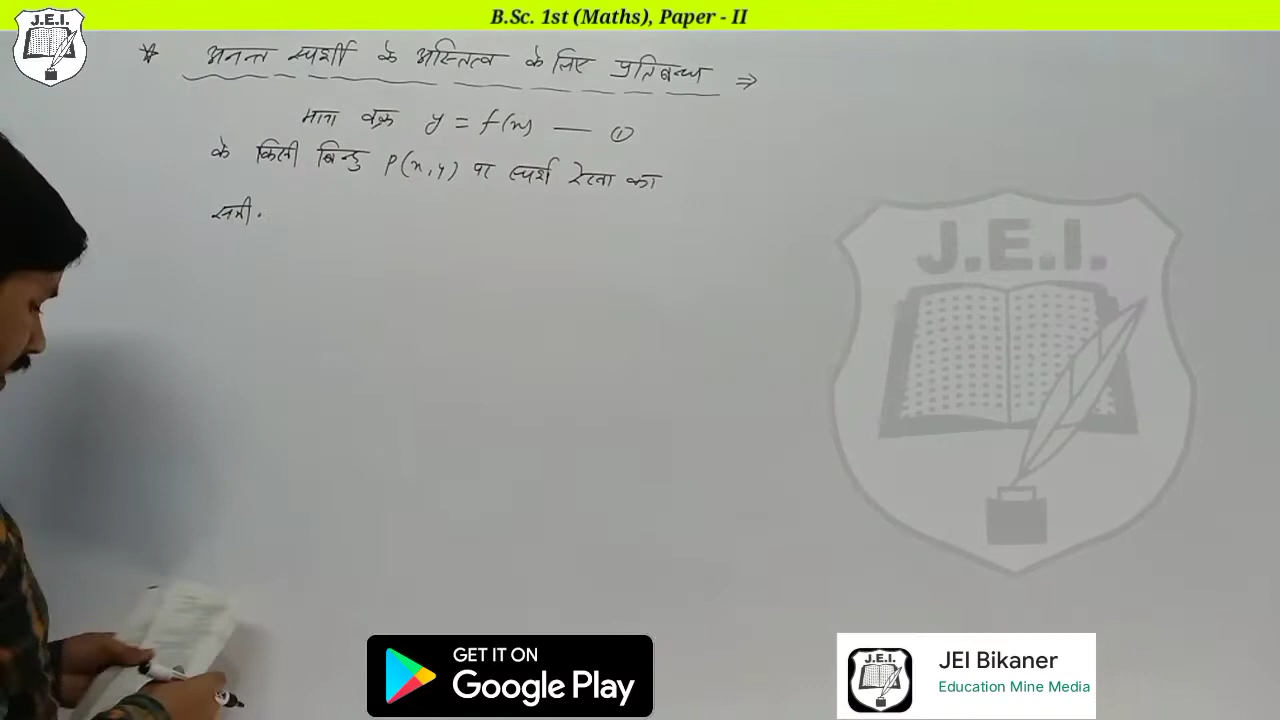 B.Sc. 1st (Maths), Paper - II
J.E.I.
* अनन्त स्पर्शी के अस्तित्व के लिए प्रतिबन्ध ⇒
माना वक्र y = f(x) — ①
के किसी बिन्दु P(x,y) पर स्पर्श रेखा का
समी.
J.E.I.
GET IT ON
Google Play
J.E.I.
JEI Bikaner
Education Mine Media